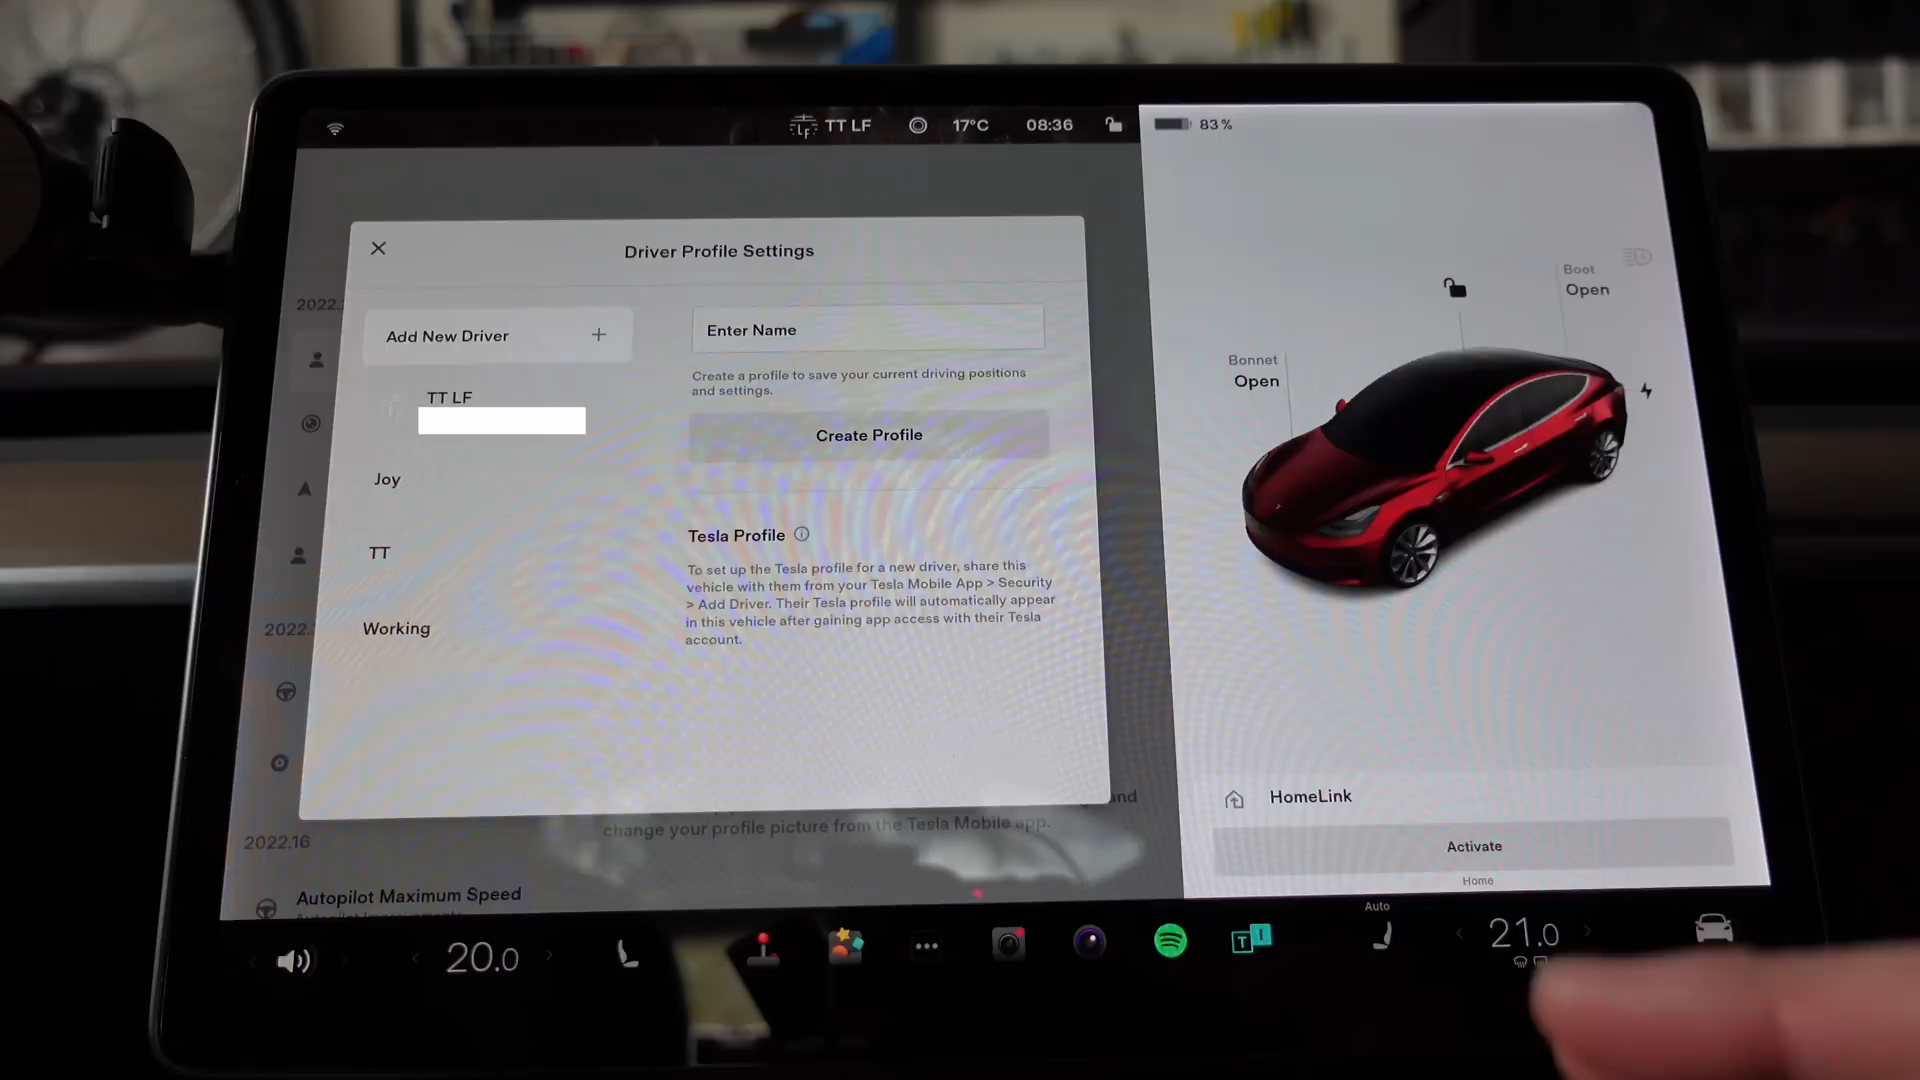 TT LF 17°C 08:36
83%
Driver Profile Settings
2022.
Add New Driver
TT LF
Joy
TT
Working
Enter Name
Create a profile to save your current driving positions
and settings.
Create Profile
Tesla Profile
To set up the Tesla profile for a new driver, share this
vehicle with them from your Tesla Mobile App > Security
> Add Driver. Their Tesla profile will automatically appear
in this vehicle after gaining app access with their Tesla
account.
2022.
and
change your profile picture from the Tesla Mobile app.
2022.16
Autopilot Maximum Speed
Boot
Open
Bonnet
Open
HomeLink
Activate
Home
20.0
T I
Auto
21.0